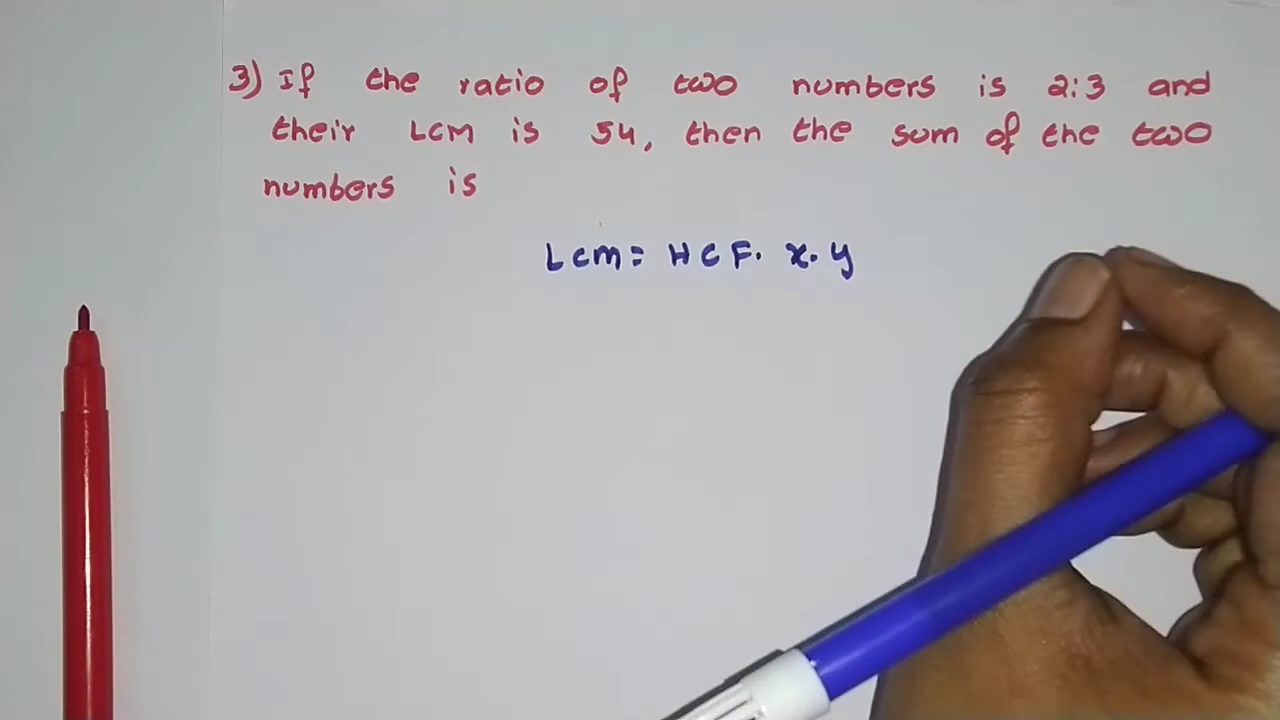 3) If the ratio of two numbers is 2:3 and
their LCM is 54, then the sum of the two
numbers is
Lcm = HCF. x. y